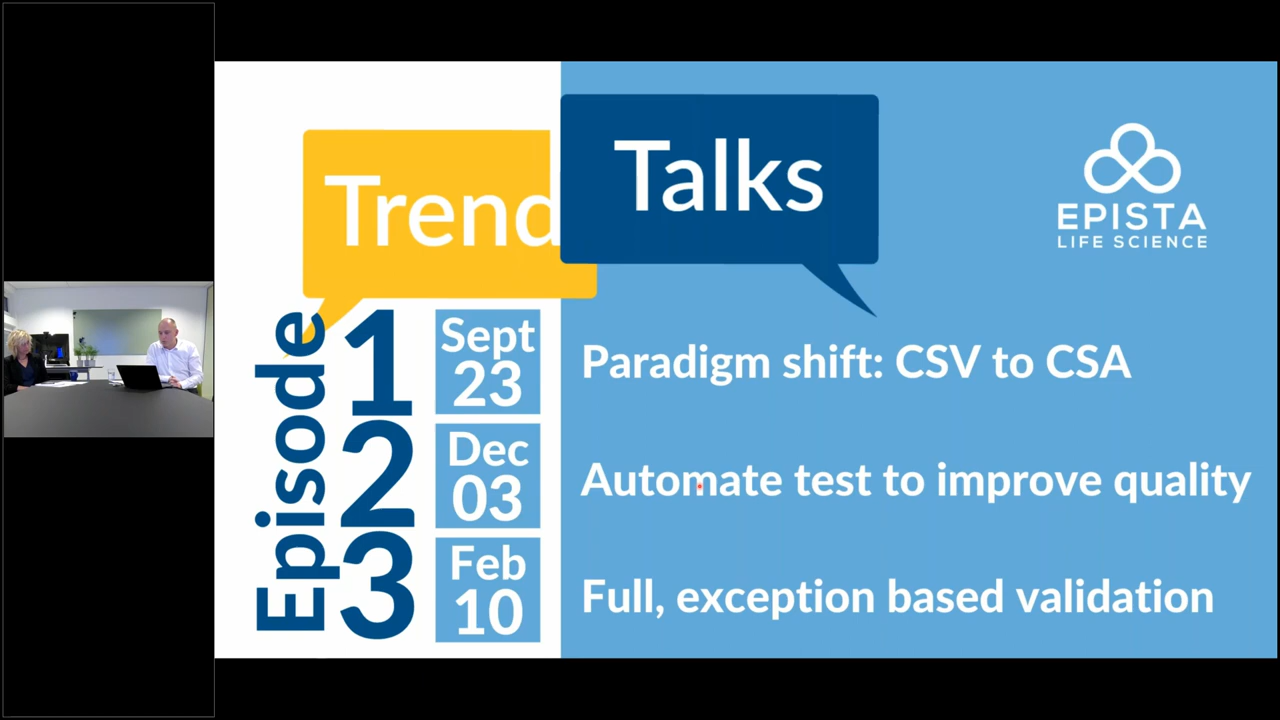 Trend
Talks
EPISTA
LIFE SCIENCE
Episode
1
Sept
23
Paradigm shift: CSV to CSA
2
Dec
03
Automate test to improve quality
3
Feb
10
Full, exception based validation